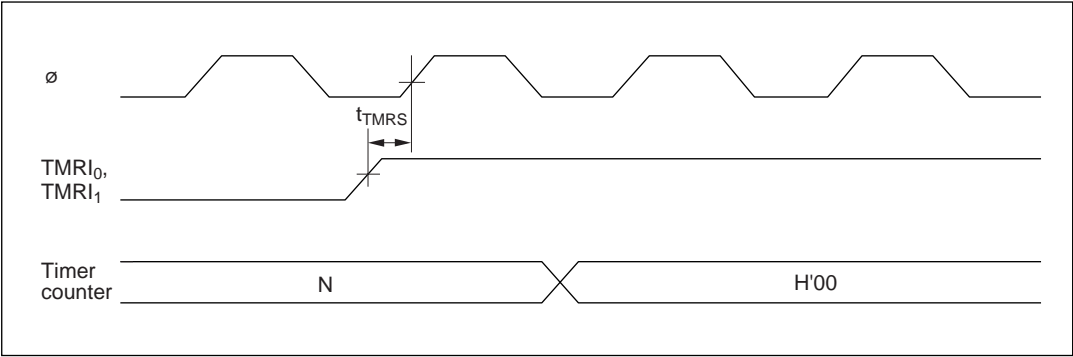 ø
tTMRS
TMRI0,
TMRI1
Timer
counter
N
H'00